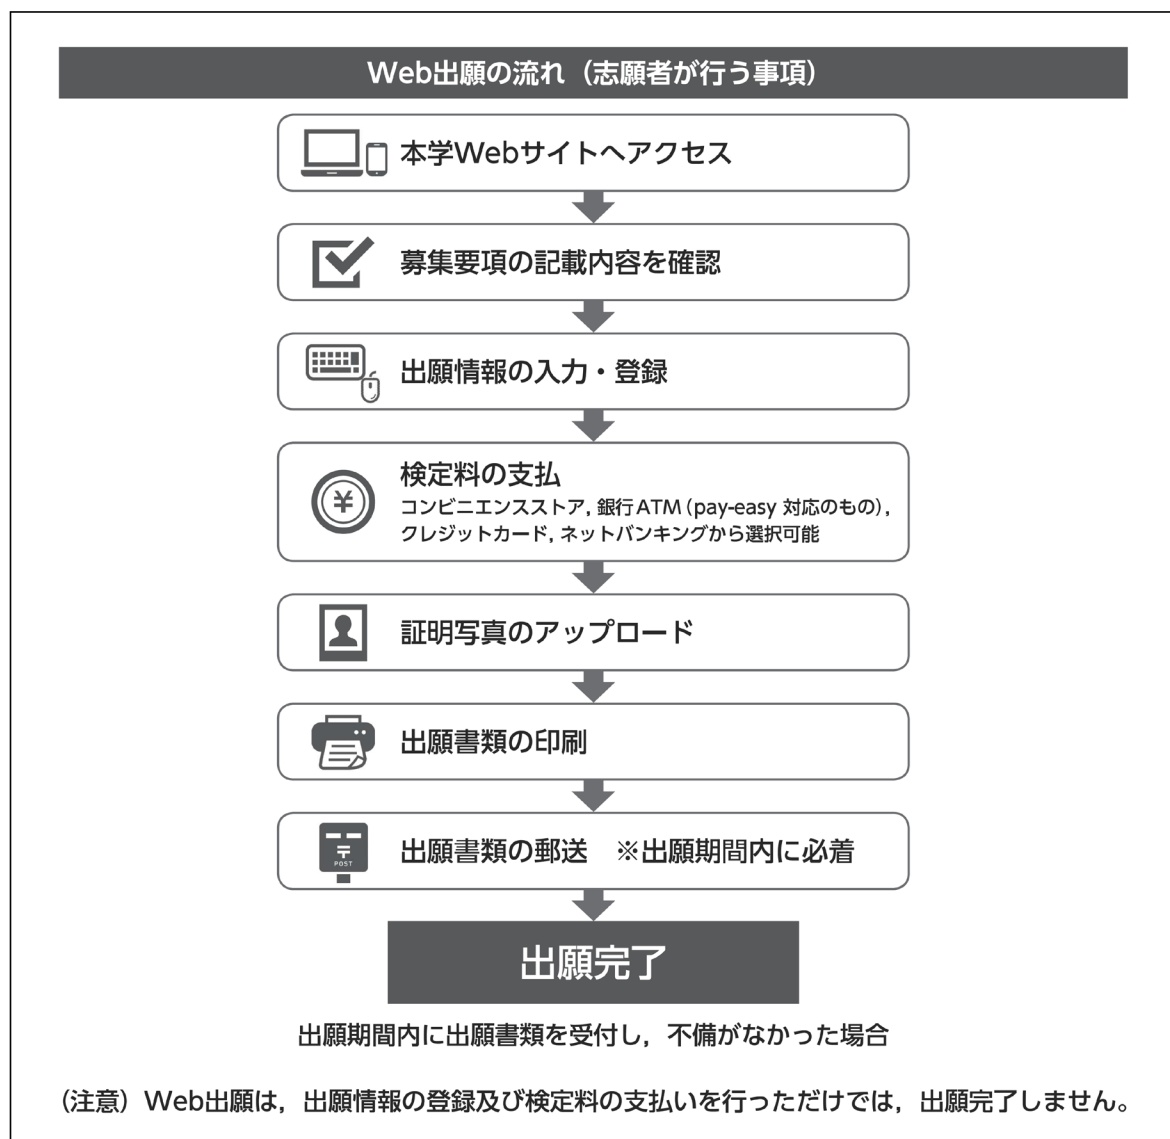 Web出願の流れ（志願者が行う事項）
本学Webサイトへアクセス
募集要項の記載内容を確認
出願情報の入力・登録
検定料の支払
コンビニエンスストア，銀行ATM（pay-easy 対応のもの），
クレジットカード，ネットバンキングから選択可能
証明写真のアップロード
出願書類の印刷
出願書類の郵送　※出願期間内に必着
〒
POST
出願完了
出願期間内に出願書類を受付し，不備がなかった場合
（注意）Web出願は，出願情報の登録及び検定料の支払いを行っただけでは，出願完了しません。